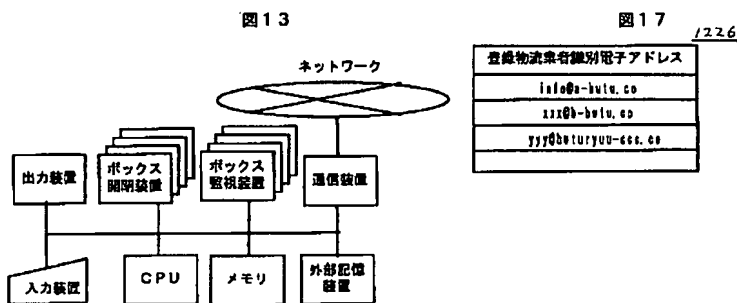 図13
ネットワーク
出力装置
ボックス
開閉装置
ボックス
監視装置
通信装置
入力装置
CPU
メモリ
外部記憶
装置
図17
1226
登録物流業者識別電子アドレス
info@a-butu.co
xxx@b-butu.co
yyy@buturyuu-ccc.co